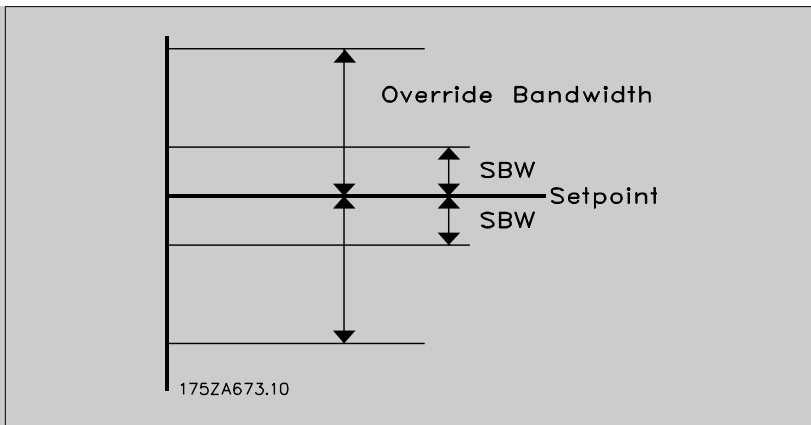 Override Bandwidth
SBW
Setpoint
SBW
175ZA673.10